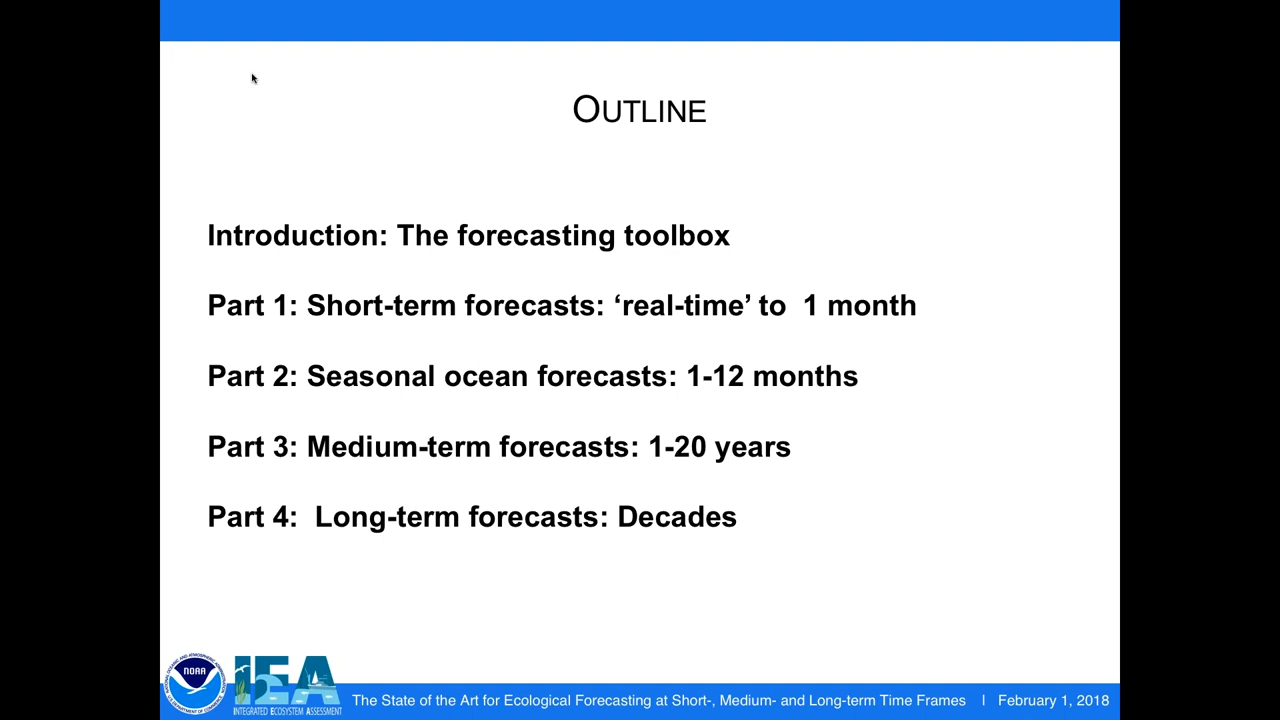 OUTLINE
Introduction: The forecasting toolbox
Part 1: Short-term forecasts: ‘real-time’ to  1 month
Part 2: Seasonal ocean forecasts: 1-12 months
Part 3: Medium-term forecasts: 1-20 years
Part 4:  Long-term forecasts: Decades
NOAA
IEA
INTEGRATED ECOSYSTEM ASSESSMENT
The State of the Art for Ecological Forecasting at Short-, Medium- and Long-term Time Frames | February 1, 2018